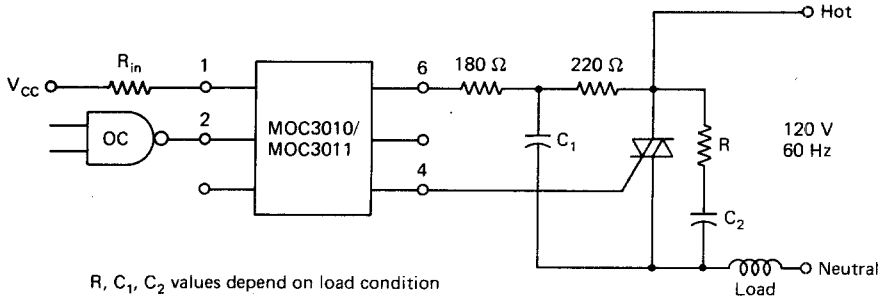 Hot
R_in
1
6
180 Ω
220 Ω
V_CC
2
OC
MOC3010/
MOC3011
C_1
R
120 V
60 Hz
4
C_2
R, C_1, C_2 values depend on load condition
Load
Neutral